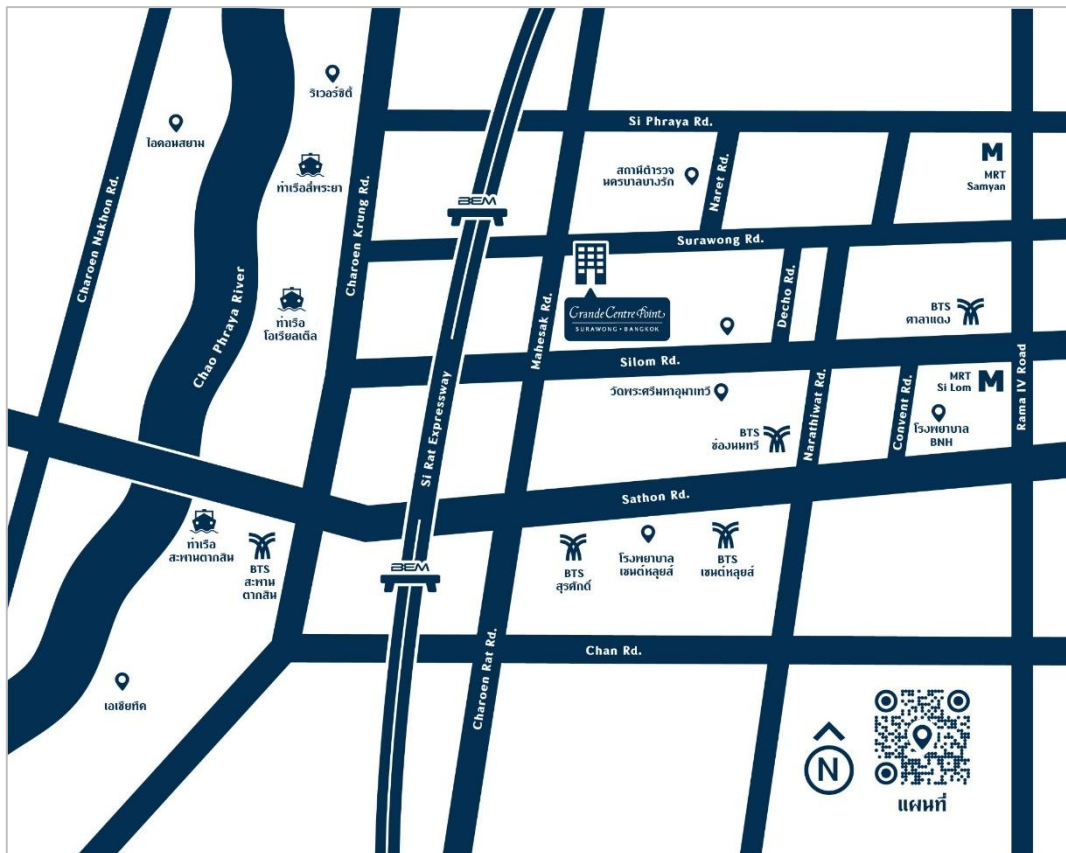 ริเวอร์ซิตี้
Si Phraya Rd.
ไอคอนสยาม
MRT
Samyan
สถานีตำรวจ
นครบาลบางรัก
Naret Rd.
ท่าเรือสี่พระยา
Charoen Nakhon Rd.
BEM
Charoen Krung Rd.
Surawong Rd.
Chao Phraya River
ท่าเรือ
โอเรียลเต็ล
Mahesak Rd.
Grande Centre Point
SURAWONG • BANGKOK
Decho Rd.
BTS
ศาลาแดง
Silom Rd.
วัดพระศรีมหาอุมาเทวี
MRT
Si Lom
Rama IV Road
Si Rat Expressway
BTS
ช่องนนทรี
Narathiwat Rd.
Convent Rd.
โรงพยาบาล
BNH
Sathon Rd.
ท่าเรือ
สะพานตากสิน
BTS
สะพาน
ตากสิน
BEM
BTS
สุรศักดิ์
โรงพยาบาล
เซนต์หลุยส์
BTS
เซนต์หลุยส์
Chan Rd.
Charoen Rat Rd.
เอเชียทีค
N
แผนที่